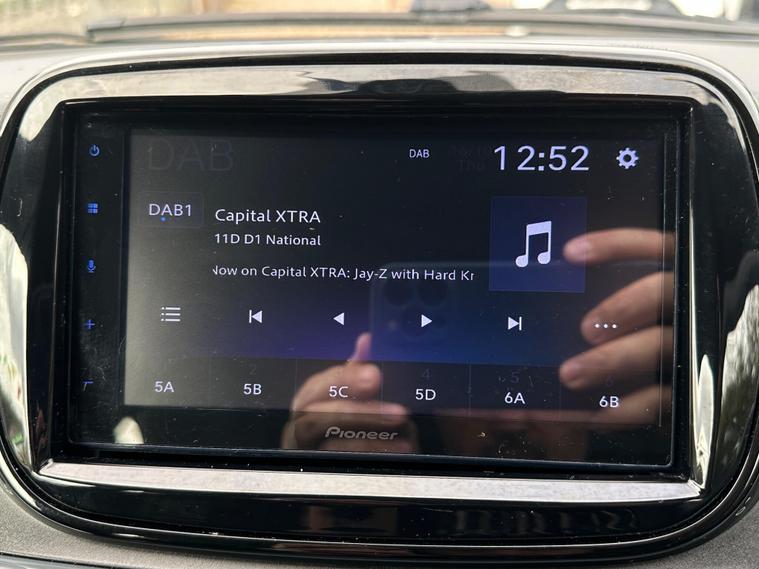 DAB
DAB 12:52
DAB1
Capital XTRA
11D D1 National
Now on Capital XTRA: Jay-Z with Hard Kn
5A 5B 5C 5D 6A 6B
Pioneer